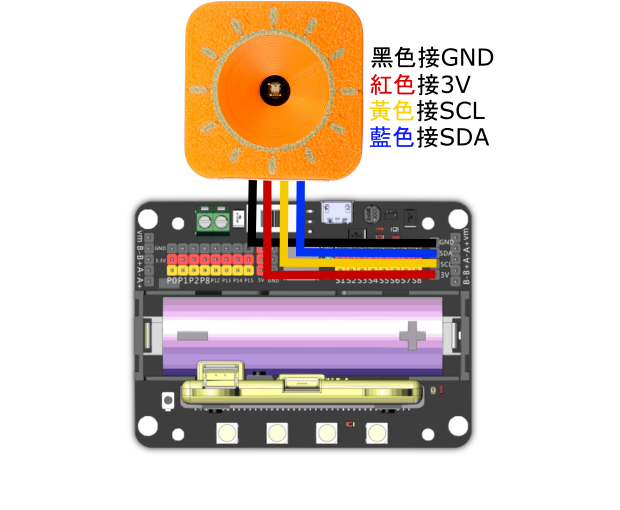 黑色接GND
紅色接3V
黃色接SCL
藍色接SDA
GND
SDA
SCL
3V
GND
3.3V
P0P1P2P8P12 P13 P14 P15 5V GND
S1S2S3S4S5S6S7S8
vm B- B+ A- A+
B- B+ A- A+ vm